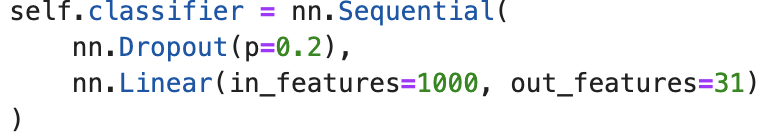 self.classifier = nn.Sequential(
    nn.Dropout(p=0.2),
    nn.Linear(in_features=1000, out_features=31)
)